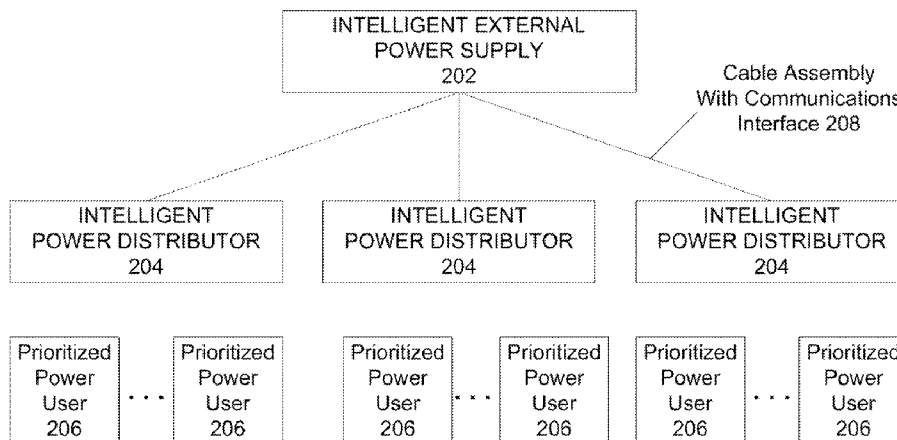 INTELLIGENT EXTERNAL
POWER SUPPLY
202
Cable Assembly
With Communications
Interface 208
INTELLIGENT
POWER DISTRIBUTOR
204
INTELLIGENT
POWER DISTRIBUTOR
204
INTELLIGENT
POWER DISTRIBUTOR
204
Prioritized
Power
User
206
. . .
Prioritized
Power
User
206
Prioritized
Power
User
206
. . .
Prioritized
Power
User
206
Prioritized
Power
User
206
. . .
Prioritized
Power
User
206